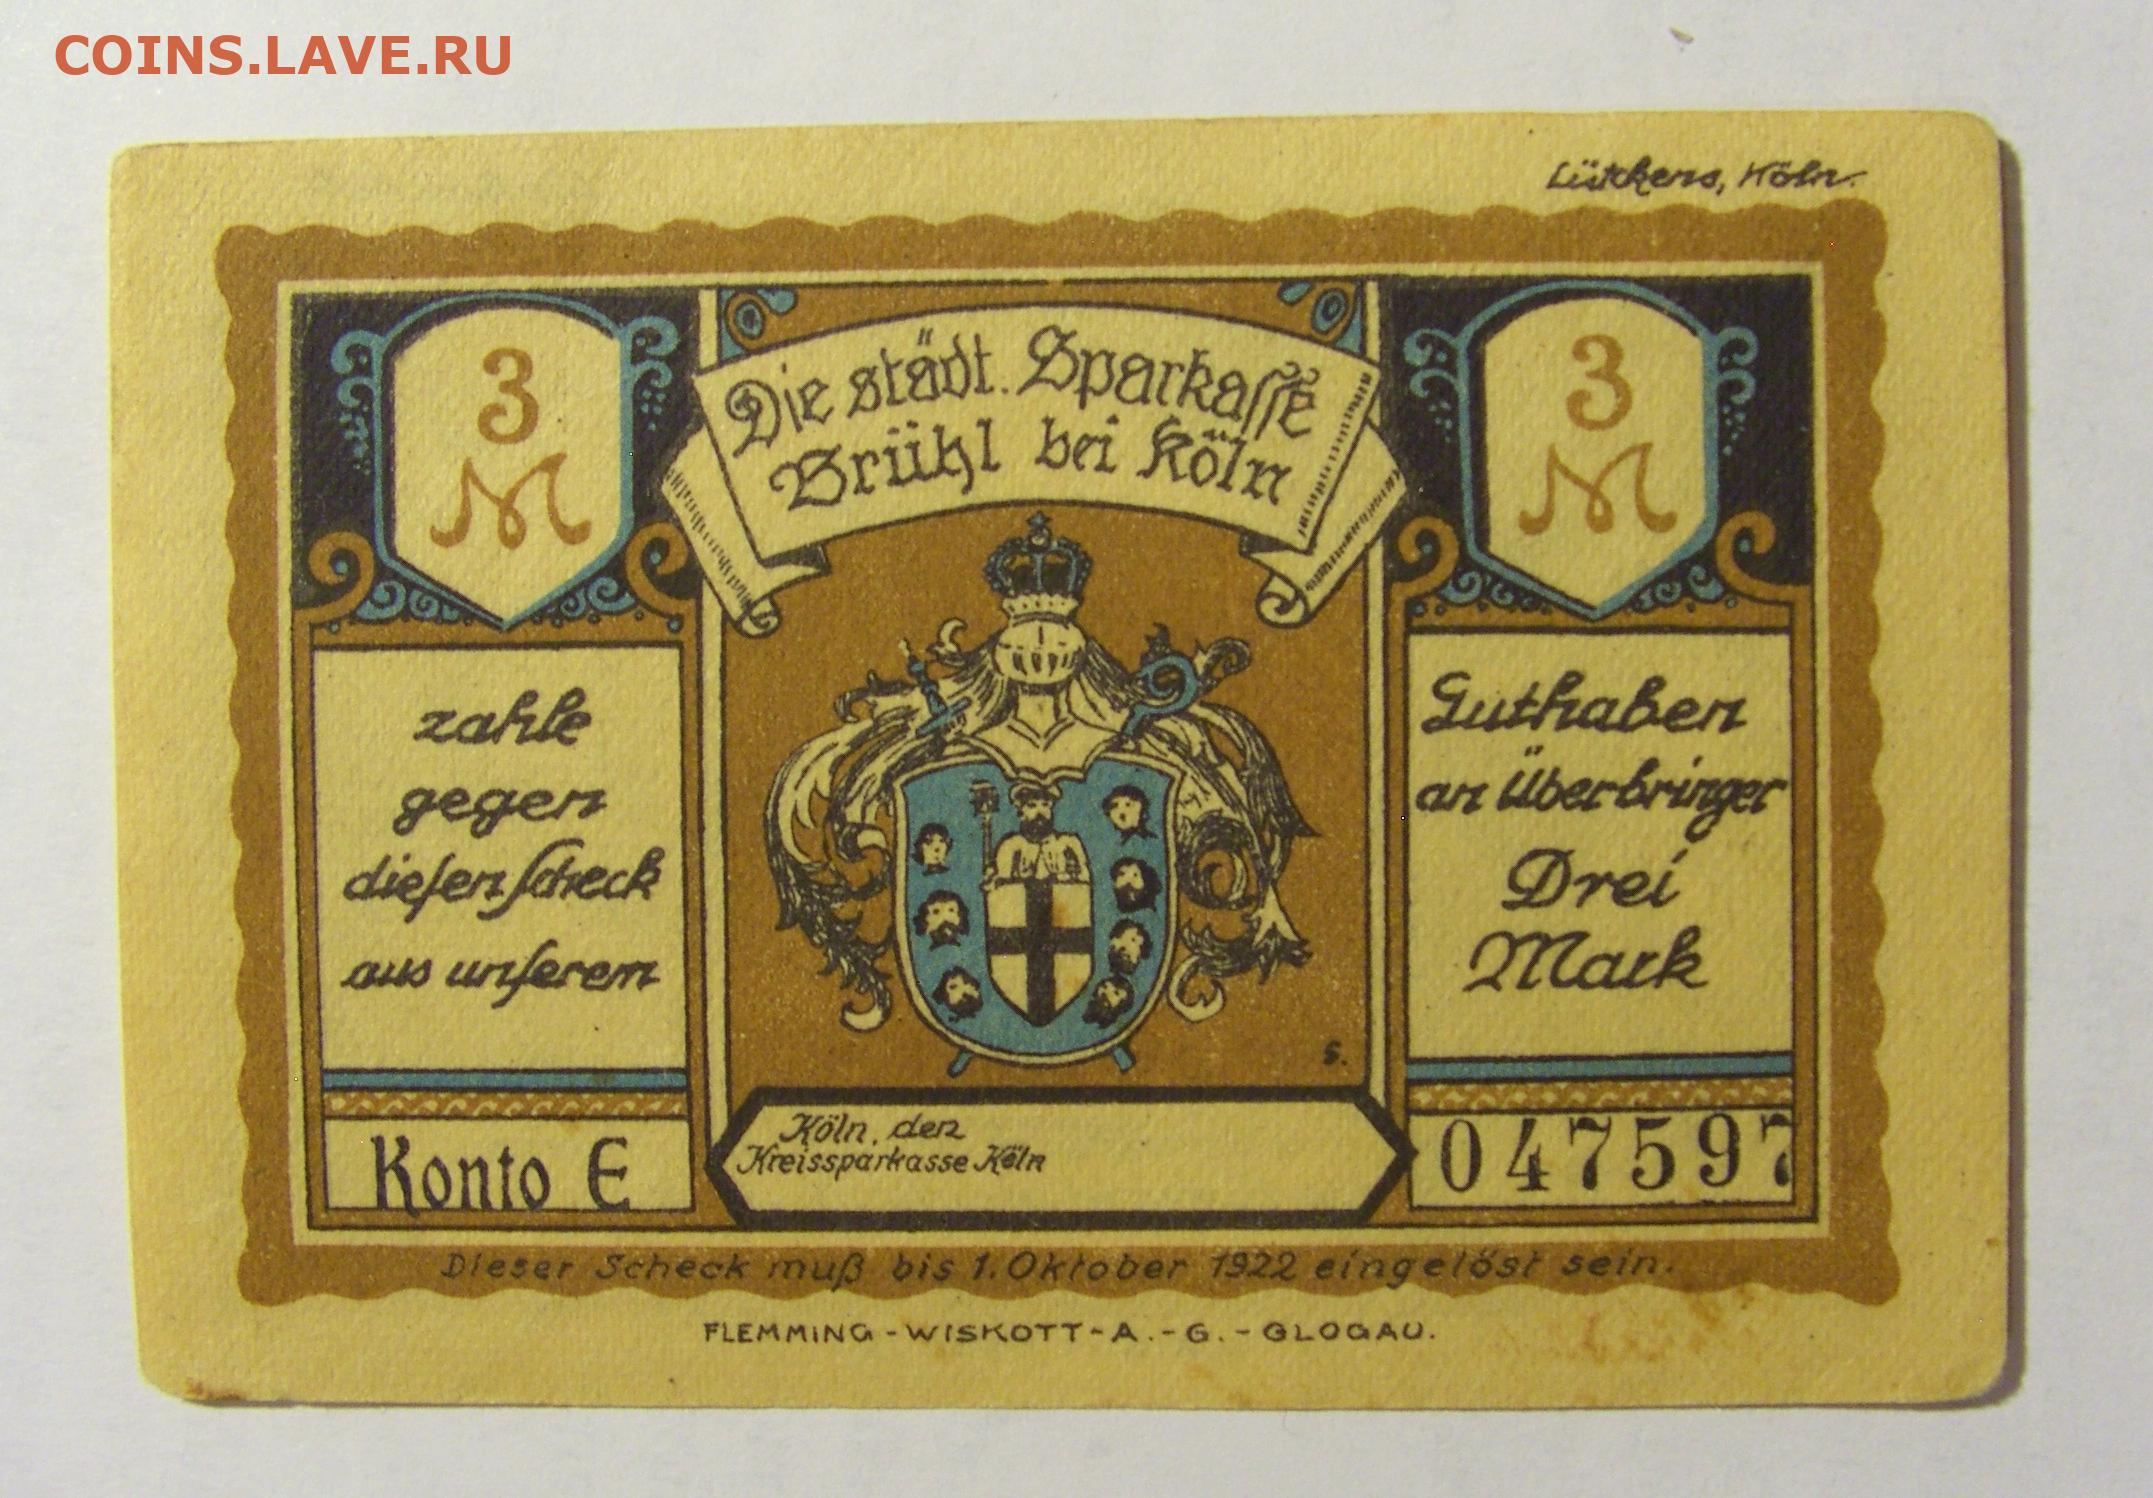 COINS.LAVE.RU
Lückers, Köln.
3
M
Die städt. Sparkasse
Brühl bei Köln
3
M
zahle
gegen
diesen Scheck
aus unserem
Guthaben
an Überbringer
Drei
Mark
S.
Konto E
Köln, den
Kreissparkasse Köln
047597
Dieser Scheck muß bis 1. Oktober 1922 eingelöst sein.
FLEMMING-WISKOTT-A.-G.-GLOGAU.